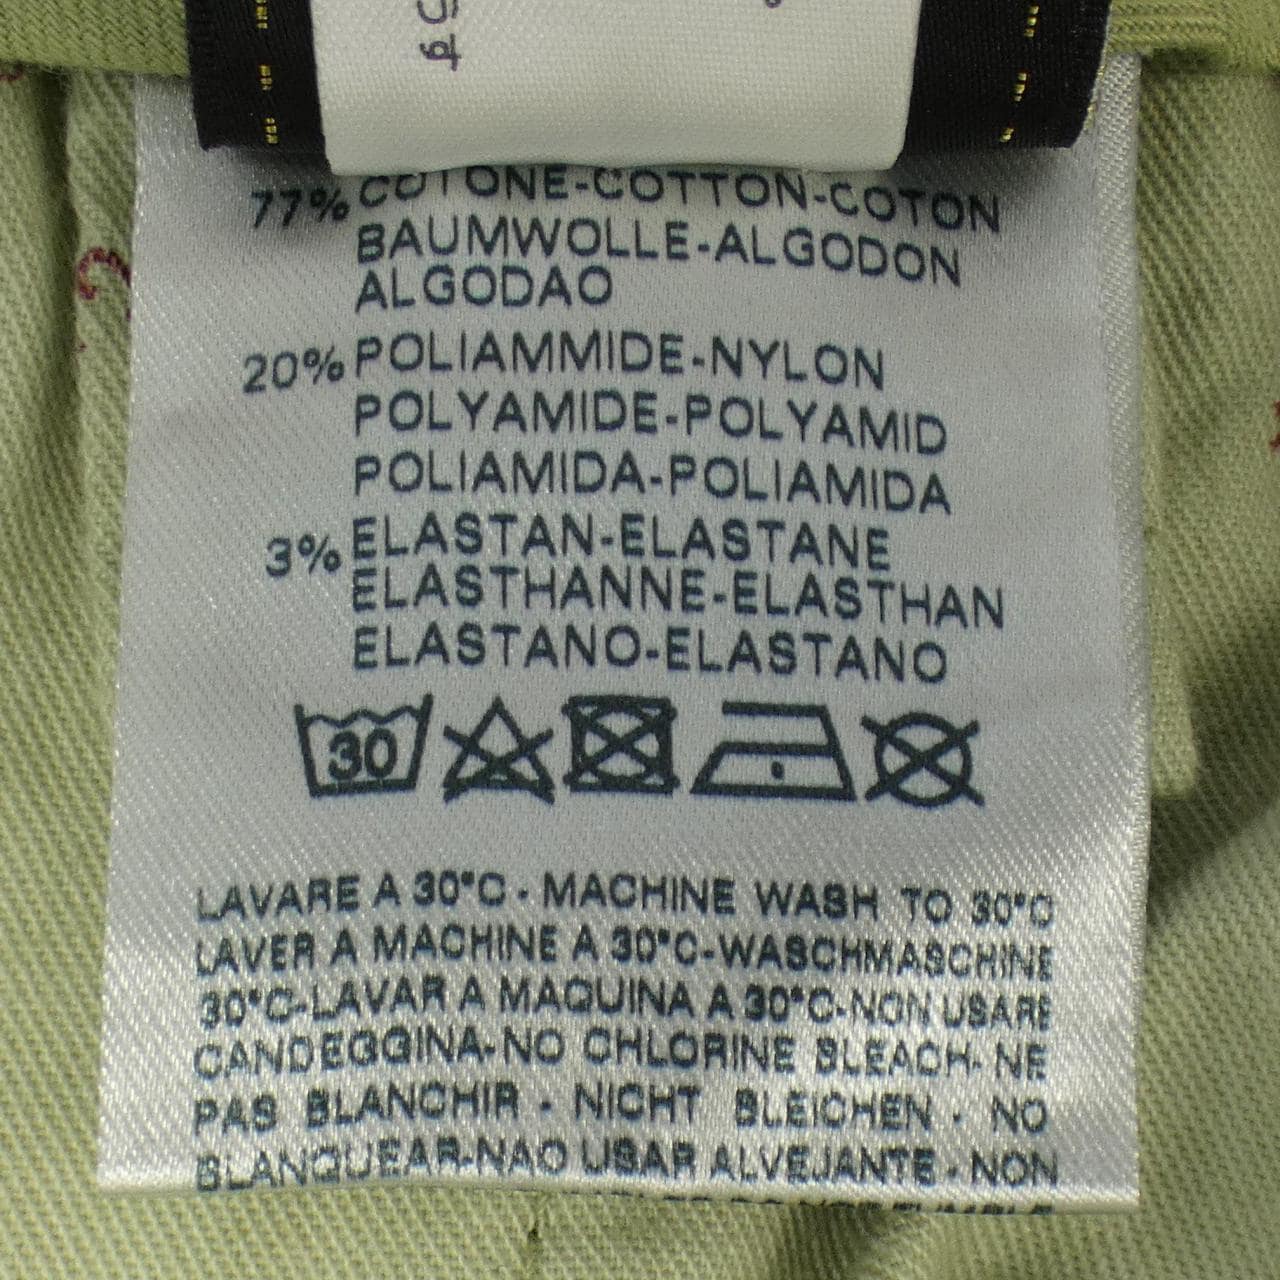 77% COTONE-COTTON-COTON
BAUMWOLLE-ALGODON
ALGODAO
20% POLIAMMIDE-NYLON
POLYAMIDE-POLYAMID
POLIAMIDA-POLIAMIDA
3% ELASTAN-ELASTANE
ELASTHANNE-ELASTHAN
ELASTANO-ELASTANO
30
LAVARE A 30°C - MACHINE WASH TO 30°C
LAVER A MACHINE A 30°C-WASCHMASCHINE
30°C-LAVAR A MAQUINA A 30°C-NON USARE
CANDEGGINA-NO CHLORINE BLEACH- NE
PAS BLANCHIR - NICHT BLEICHEN - NO
BLANQUEAR-NAO USAR ALVEJANTE - NON